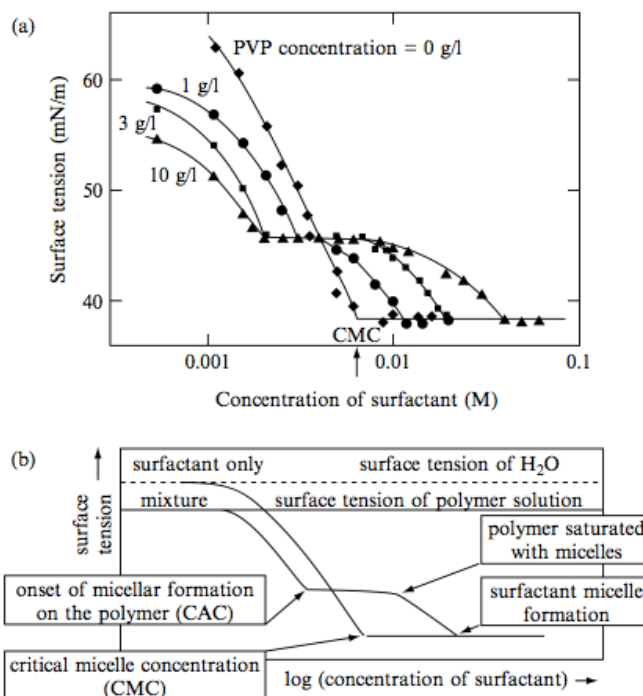 (a)
PVP concentration = 0 g/l
60
1 g/l
3 g/l
50
10 g/l
40
Surface tension (mN/m)
CMC
0.001
0.01
0.1
Concentration of surfactant (M)
(b)
surface
tension
surfactant only
surface tension of H₂O
mixture
surface tension of polymer solution
polymer saturated
with micelles
onset of micellar formation
on the polymer (CAC)
surfactant micelle
formation
critical micelle concentration
(CMC)
log (concentration of surfactant)